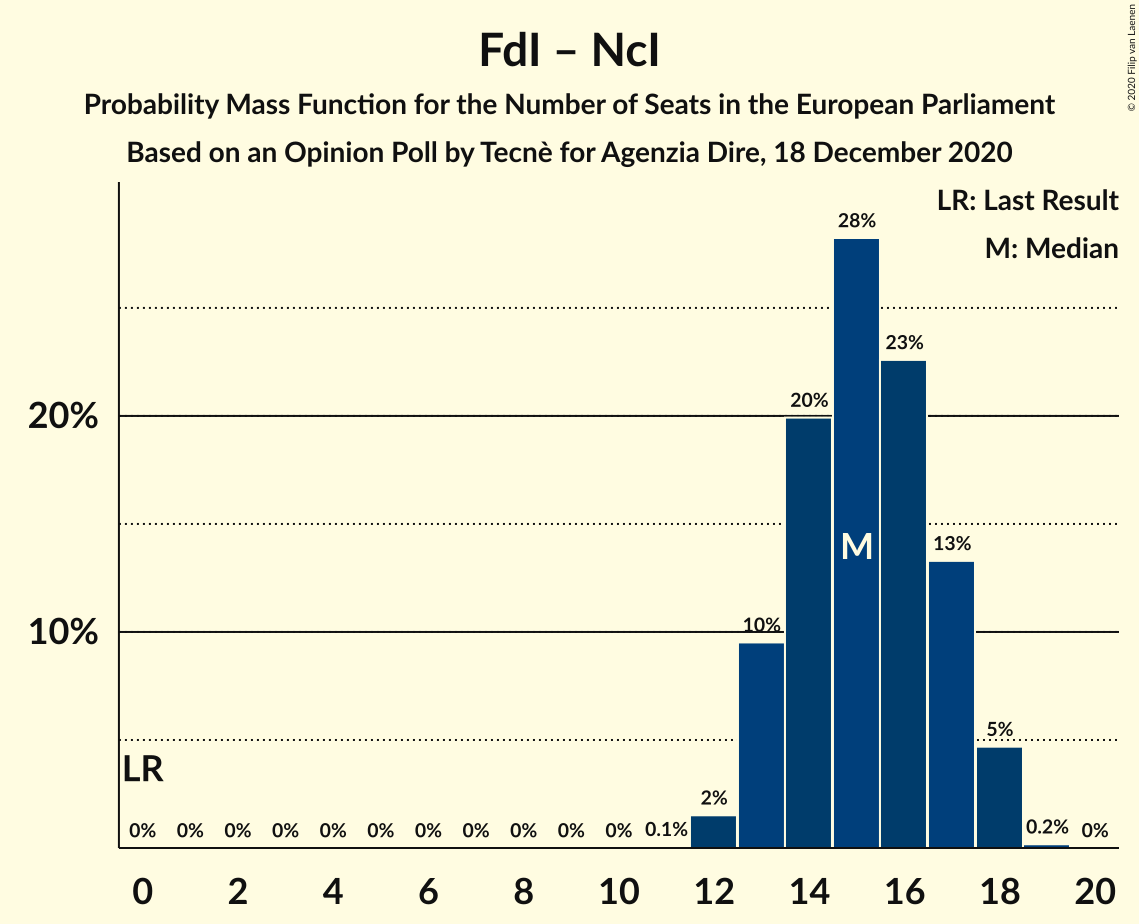 FdI – NcI
Probability Mass Function for the Number of Seats in the European Parliament
Based on an Opinion Poll by Tecnè for Agenzia Dire, 18 December 2020
© 2020 Filip van Laenen
LR: Last Result
M: Median
28%
23%
20%
20%
M
13%
10%
10%
5%
LR
2%
0% 0% 0% 0% 0% 0% 0% 0% 0% 0% 0% 0.1% 0.2% 0%
0 2 4 6 8 10 12 14 16 18 20